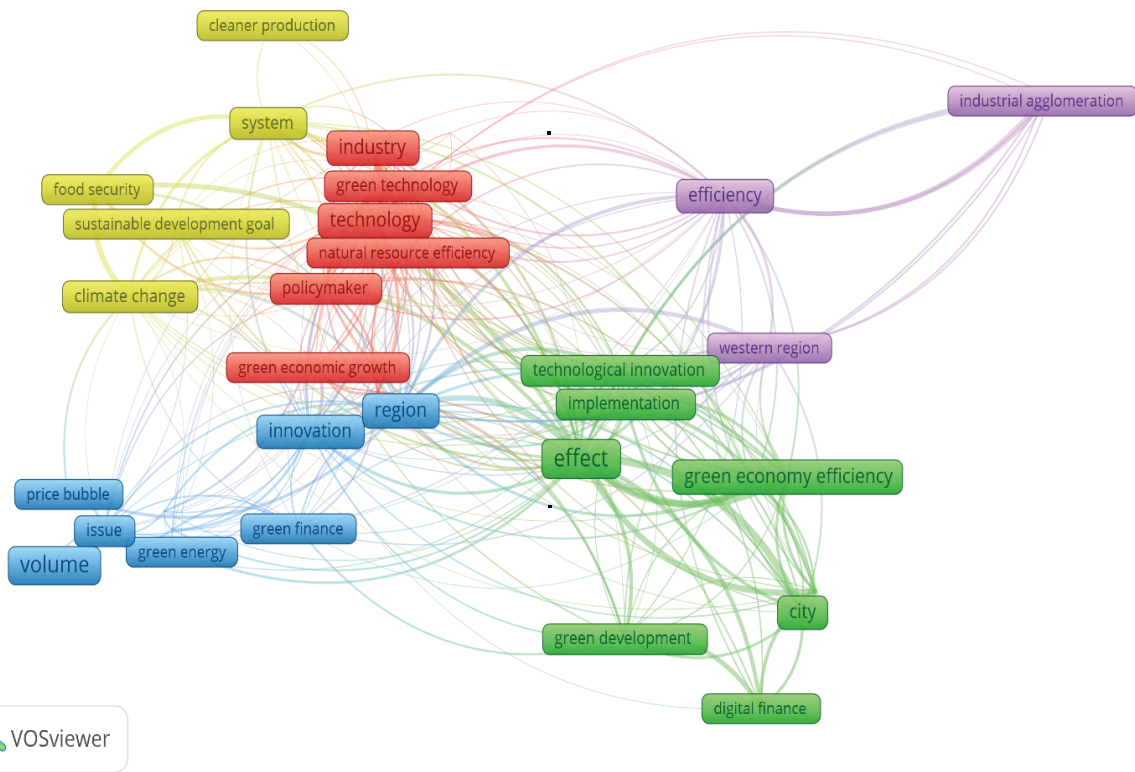 cleaner production
industrial agglomeration
system
industry
food security
green technology
efficiency
sustainable development goal
technology
natural resource efficiency
climate change
policymaker
western region
green economic growth
technological innovation
region
implementation
innovation
effect
green economy efficiency
price bubble
issue
green finance
green energy
volume
city
green development
digital finance
VOSviewer